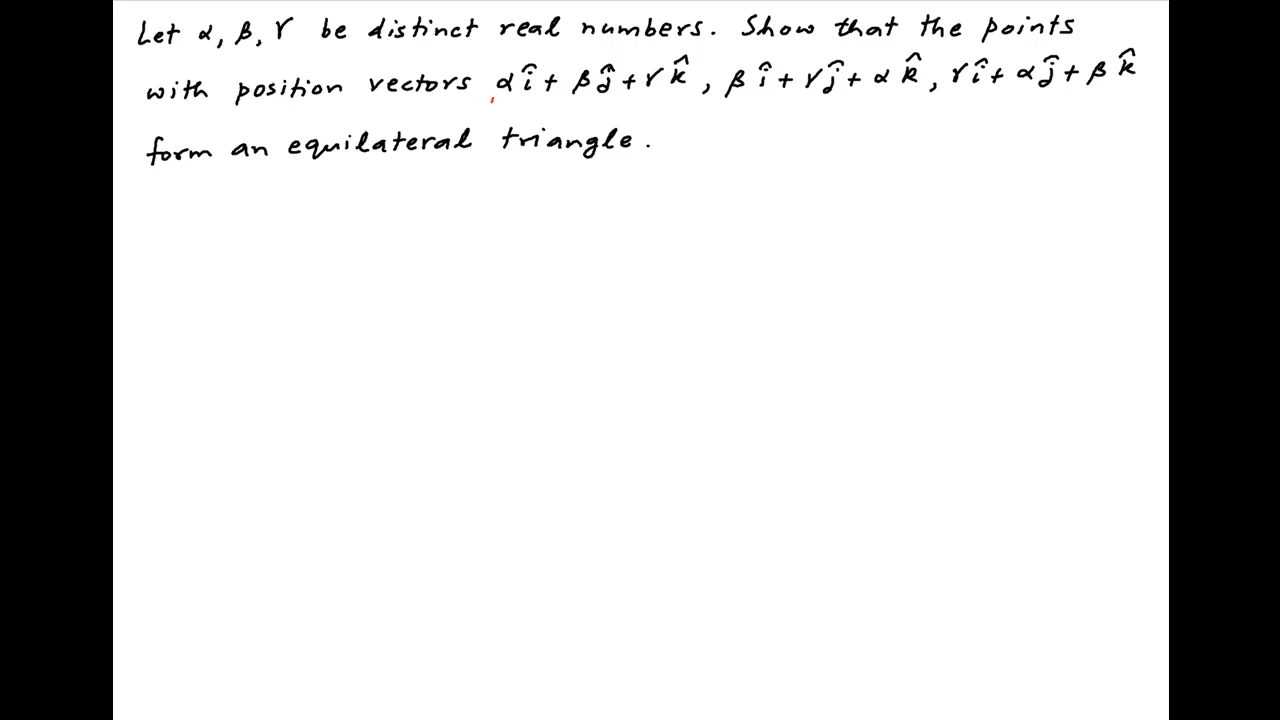 Let α, β, γ be distinct real numbers. Show that the points
with position vectors αî + βĵ + γk̂, βî + γĵ + αk̂, γî + αĵ + βk̂
form an equilateral triangle.